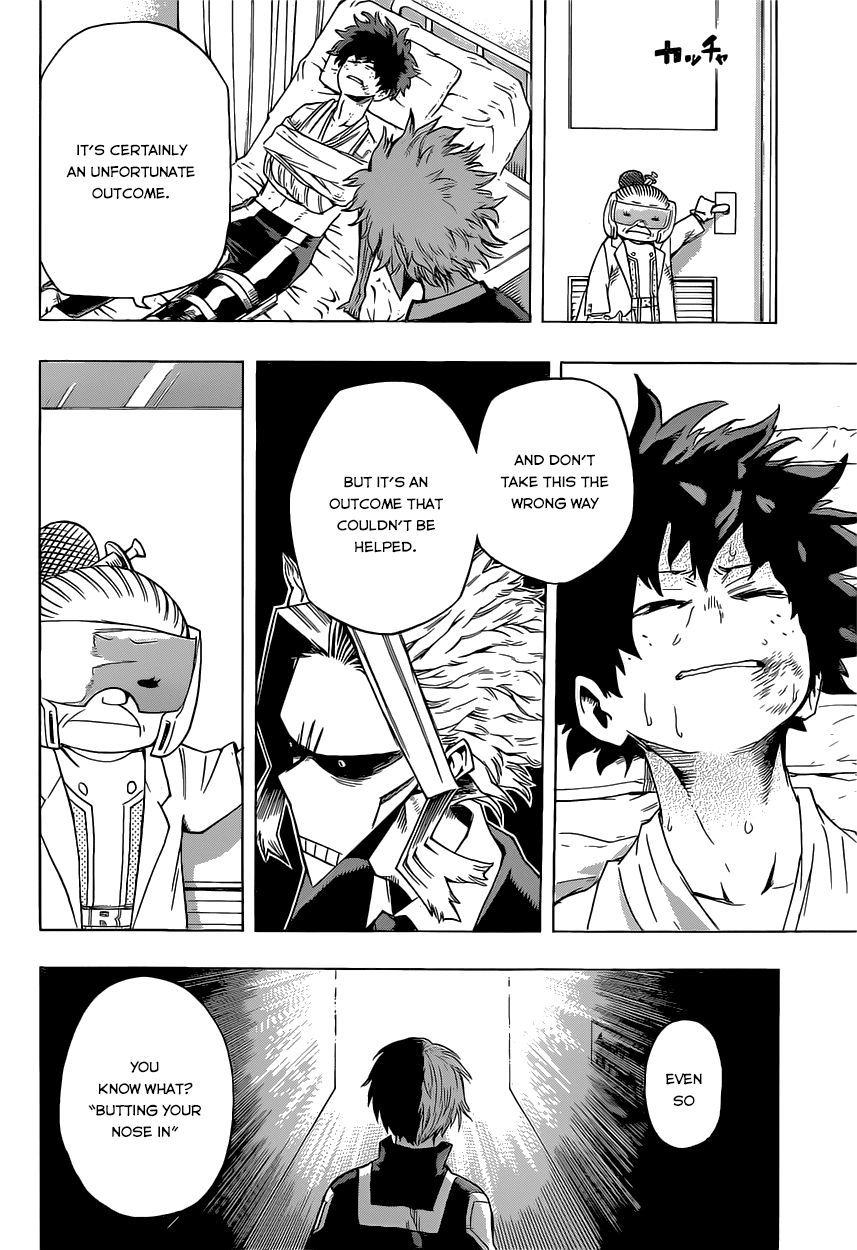 カッチャ
IT'S CERTAINLY
AN UNFORTUNATE
OUTCOME.
AND DON'T
TAKE THIS THE
WRONG WAY
BUT IT'S AN
OUTCOME THAT
COULDN'T BE
HELPED.
EVEN
SO
YOU
KNOW WHAT?
"BUTTING YOUR
NOSE IN"